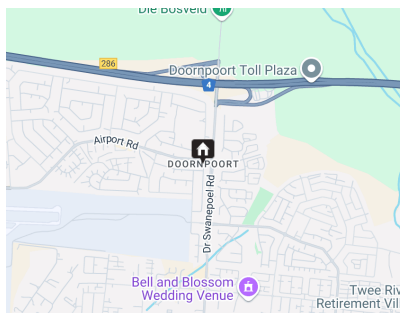 Die Bosveld
286
Doornpoort Toll Plaza
4
Airport Rd
DOORNPOORT
Dr Swanepoel Rd
Bell and Blossom
Wedding Venue
Twee Riv
Retirement Vil